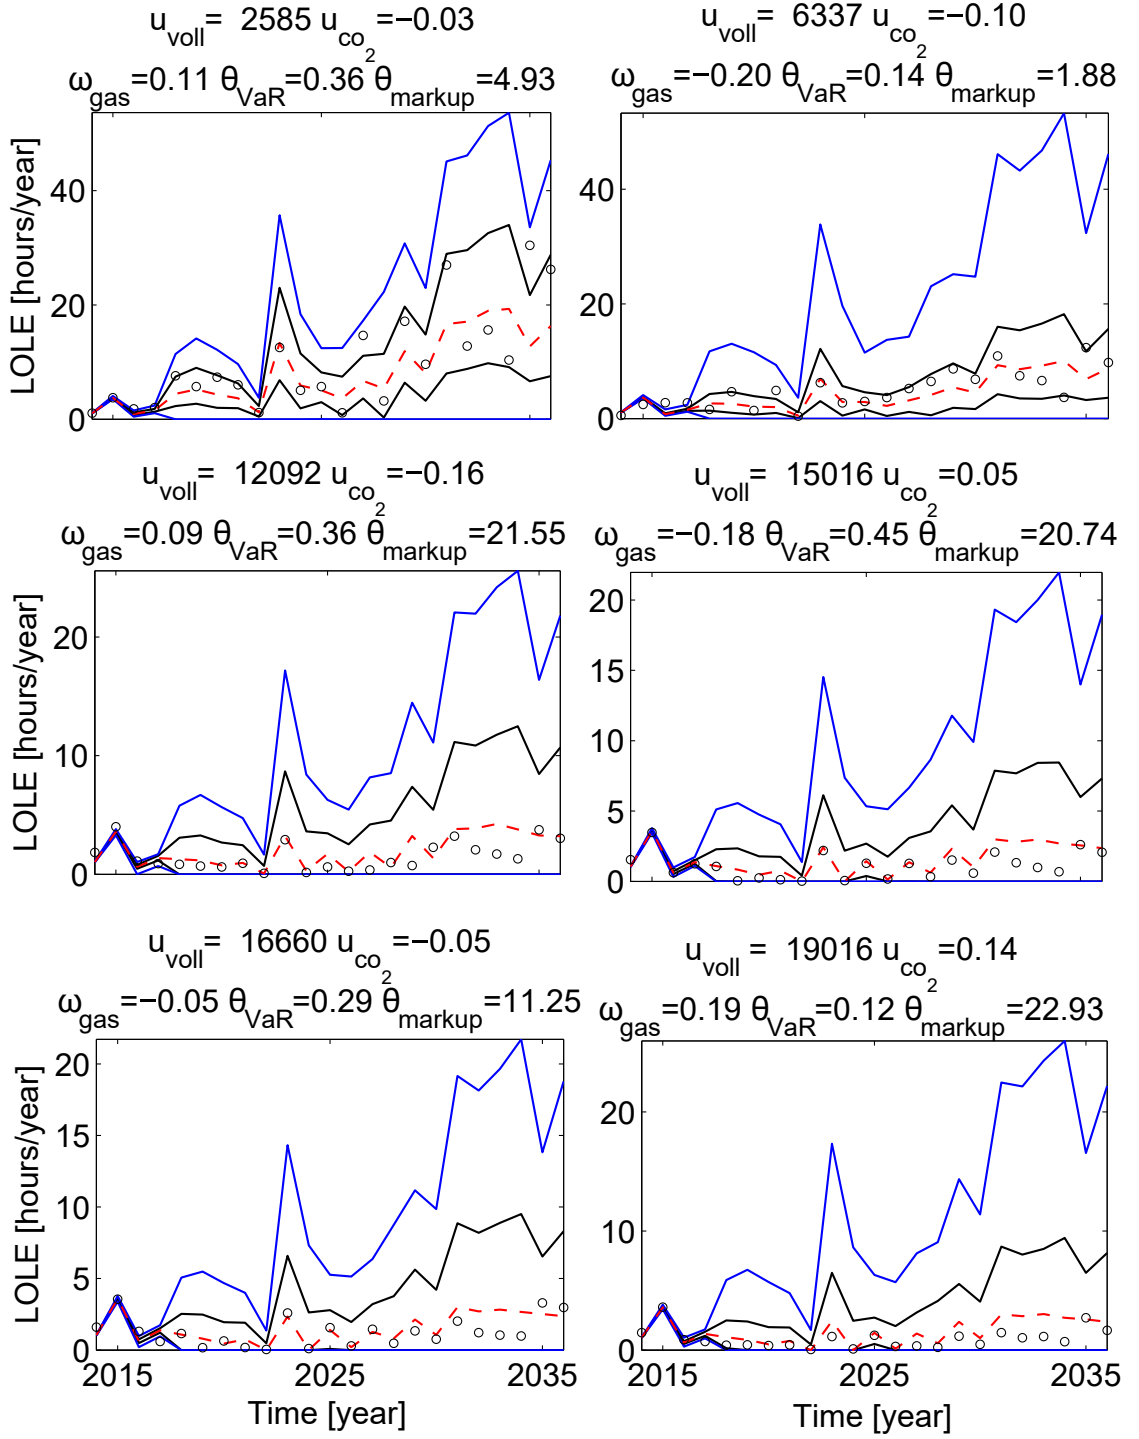 u_voll= 2585 u_co2=−0.03
ω_gas=0.11 θ_VaR=0.36 θ_markup=4.93
LOLE [hours/year]
40
20
0
u_voll= 6337 u_co2=−0.10
ω_gas=−0.20 θ_VaR=0.14 θ_markup=1.88
40
20
0
u_voll= 12092 u_co2=−0.16
ω_gas=0.09 θ_VaR=0.36 θ_markup=21.55
LOLE [hours/year]
20
10
0
u_voll= 15016 u_co2=0.05
ω_gas=−0.18 θ_VaR=0.45 θ_markup=20.74
20
15
10
5
0
u_voll= 16660 u_co2=−0.05
ω_gas=−0.05 θ_VaR=0.29 θ_markup=11.25
LOLE [hours/year]
20
15
10
5
0
2015 2025 2035
Time [year]
u_voll = 19016 u_co2=0.14
ω_gas=0.19 θ_VaR=0.12 θ_markup=22.93
20
10
0
2015 2025 2035
Time [year]